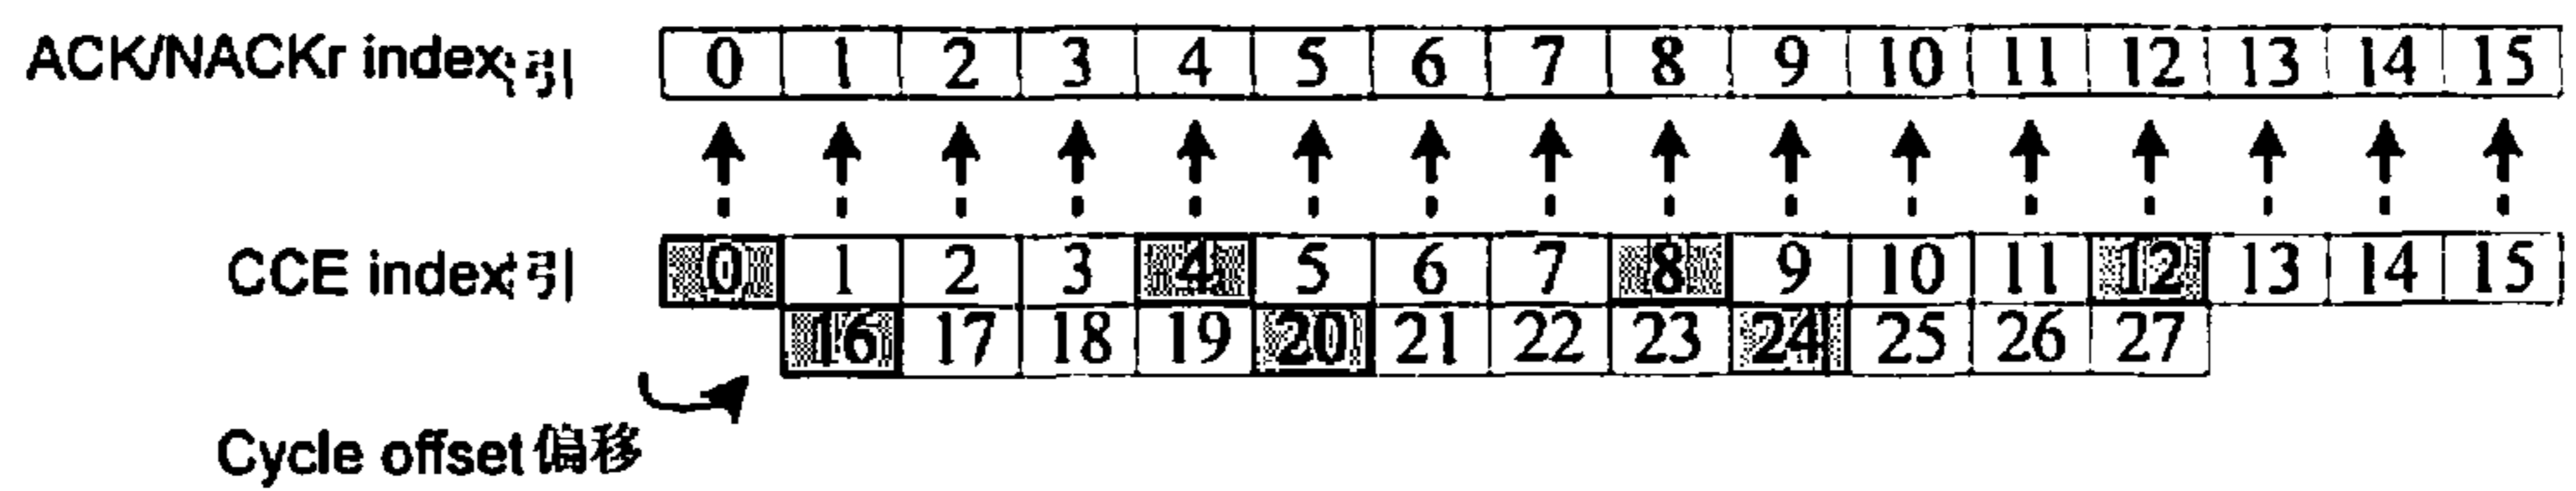 ACK/NACKr index引 0 1 2 3 4 5 6 7 8 9 10 11 12 13 14 15
CCE index引 0 1 2 3 4 5 6 7 8 9 10 11 12 13 14 15
16 17 18 19 20 21 22 23 24 25 26 27
Cycle offset偏移